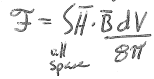 ℱ = ∫ H̄ · B̄ dV / 8π
all
space